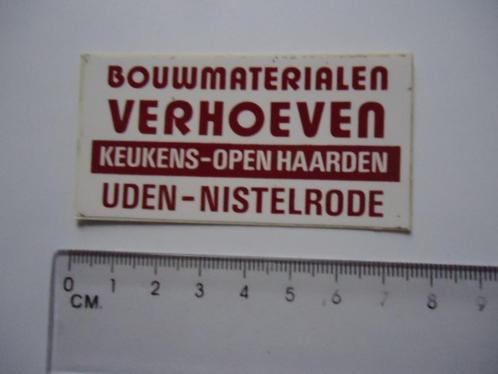 BOUWMATERIALEN
VERHOEVEN
KEUKENS-OPEN HAARDEN
UDEN-NISTELRODE
0 1 2 3 4 5 6 7 8 9
CM.